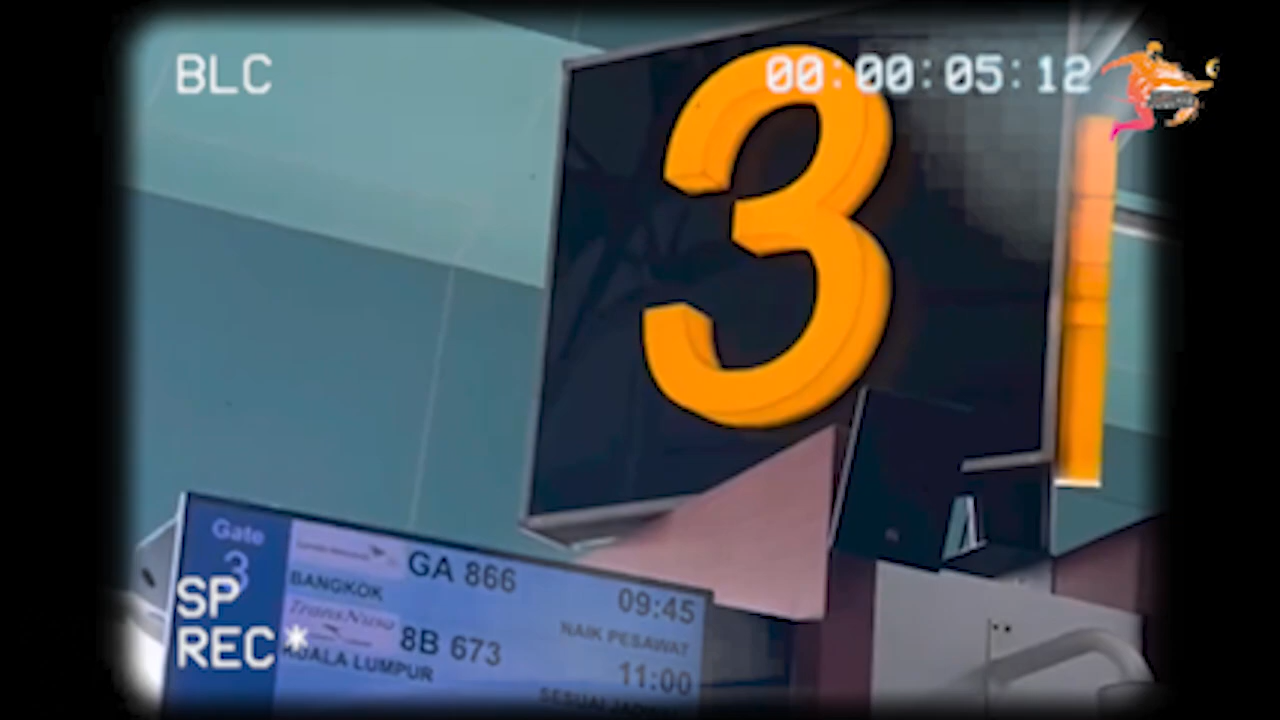 BLC
00:00:05:12
3
Gate
3
GA 866
09:45
BANGKOK
NAIK PESAWAT
TransNusa
8B 673
11:00
KUALA LUMPUR
SP
REC*